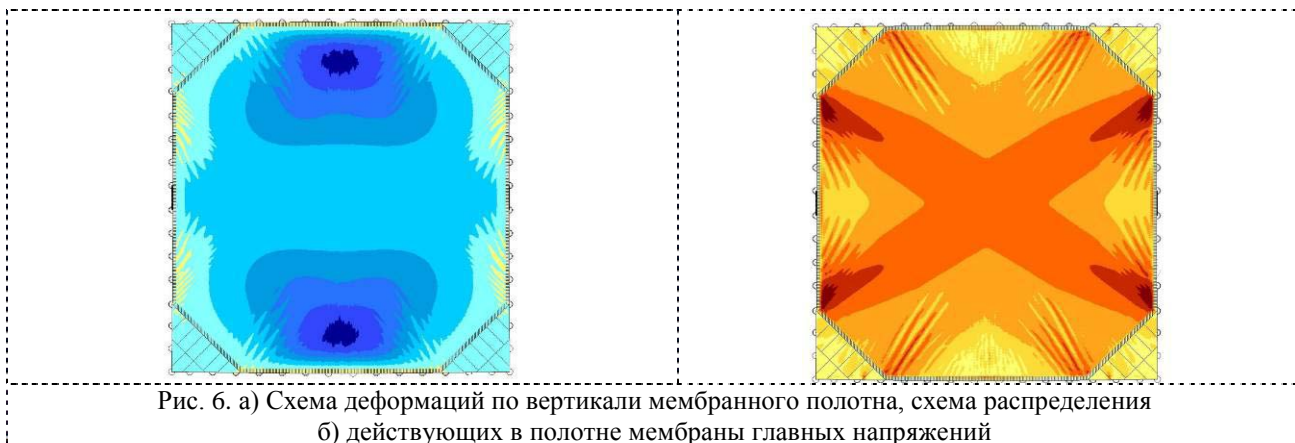 Рис. 6. а) Схема деформаций по вертикали мембранного полотна, схема распределения
б) действующих в полотне мембраны главных напряжений